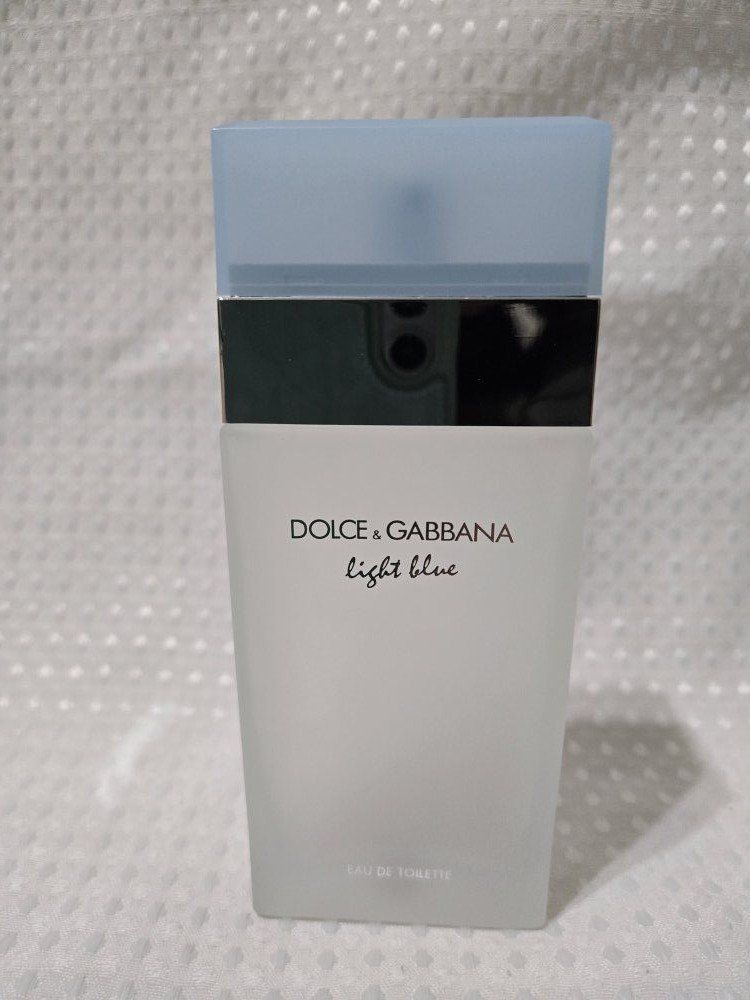 DOLCE & GABBANA
light blue
EAU DE TOILETTE